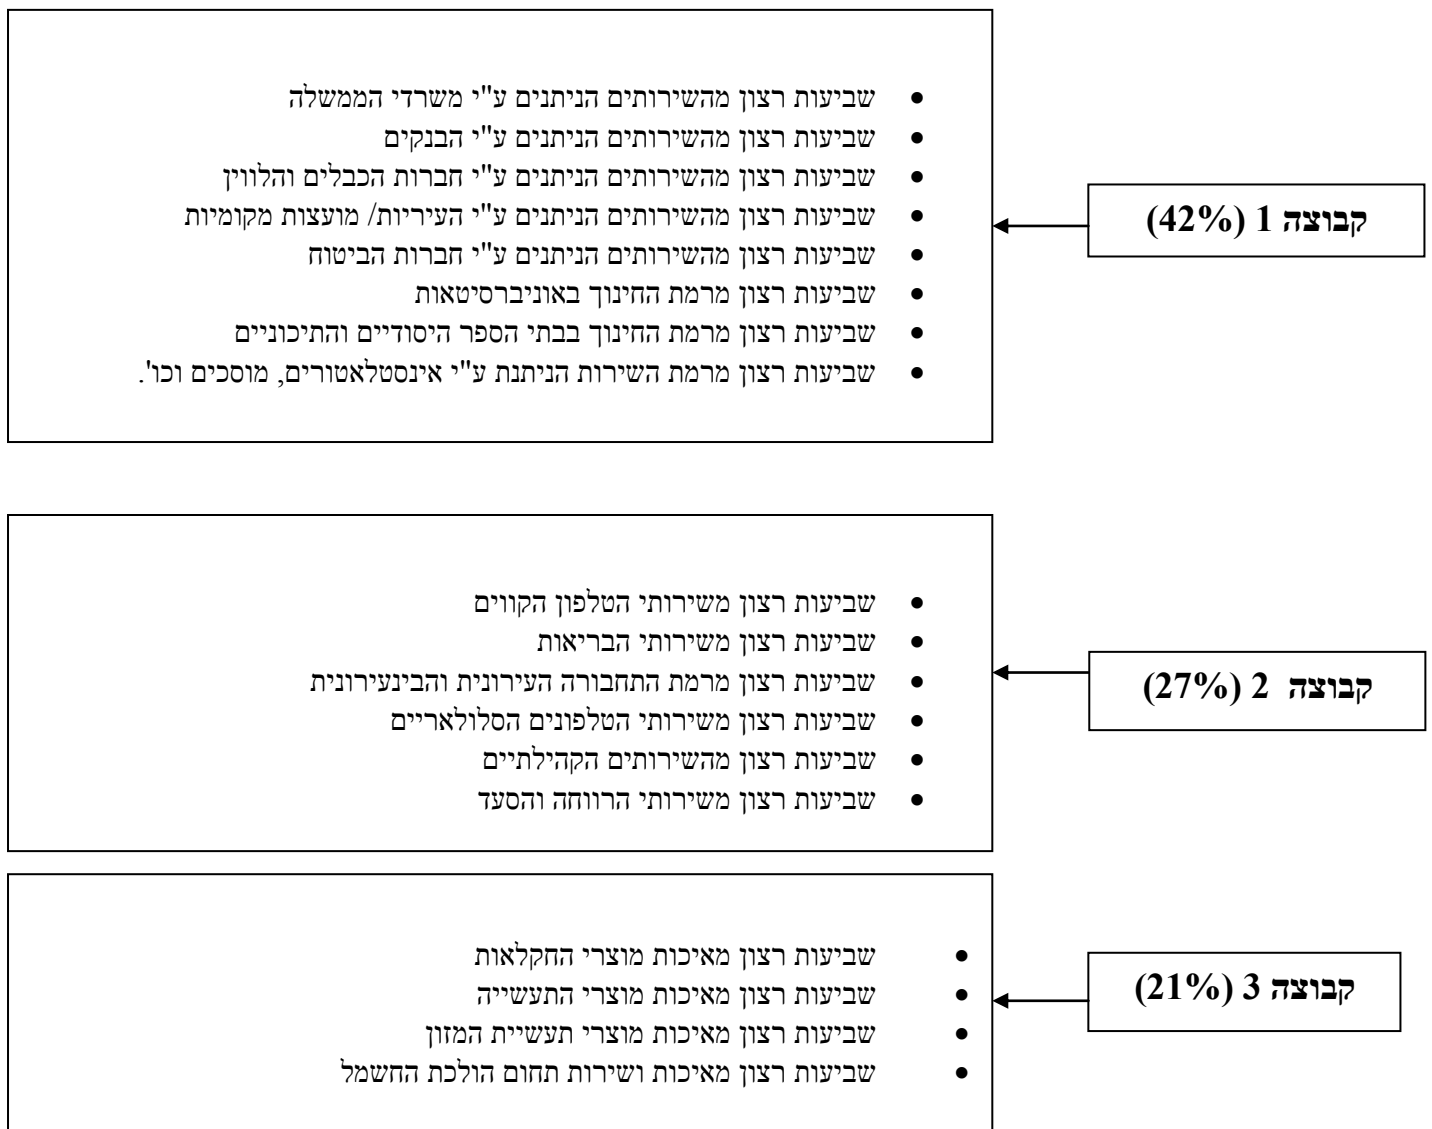 קבוצה 1 (42%)
• שביעות רצון מהשירותים הניתנים ע"י משרדי הממשלה
• שביעות רצון מהשירותים הניתנים ע"י הבנקים
• שביעות רצון מהשירותים הניתנים ע"י חברות הכבלים והלווין
• שביעות רצון מהשירותים הניתנים ע"י העיריות/ מועצות מקומיות
• שביעות רצון מהשירותים הניתנים ע"י חברות הביטוח
• שביעות רצון מרמת החינוך באוניברסיטאות
• שביעות רצון מרמת החינוך בבתי הספר היסודיים והתיכוניים
• שביעות רצון מרמת השירות הניתנת ע"י אינסטלאטורים, מוסכים וכו'.
קבוצה 2 (27%)
• שביעות רצון משירותי הטלפון הקווים
• שביעות רצון משירותי הבריאות
• שביעות רצון מרמת התחבורה העירונית והבינעירונית
• שביעות רצון משירותי הטלפונים הסלולאריים
• שביעות רצון מהשירותים הקהילתיים
• שביעות רצון משירותי הרווחה והסעד
קבוצה 3 (21%)
• שביעות רצון מאיכות מוצרי החקלאות
• שביעות רצון מאיכות מוצרי התעשייה
• שביעות רצון מאיכות מוצרי תעשיית המזון
• שביעות רצון מאיכות ושירות תחום הולכת החשמל